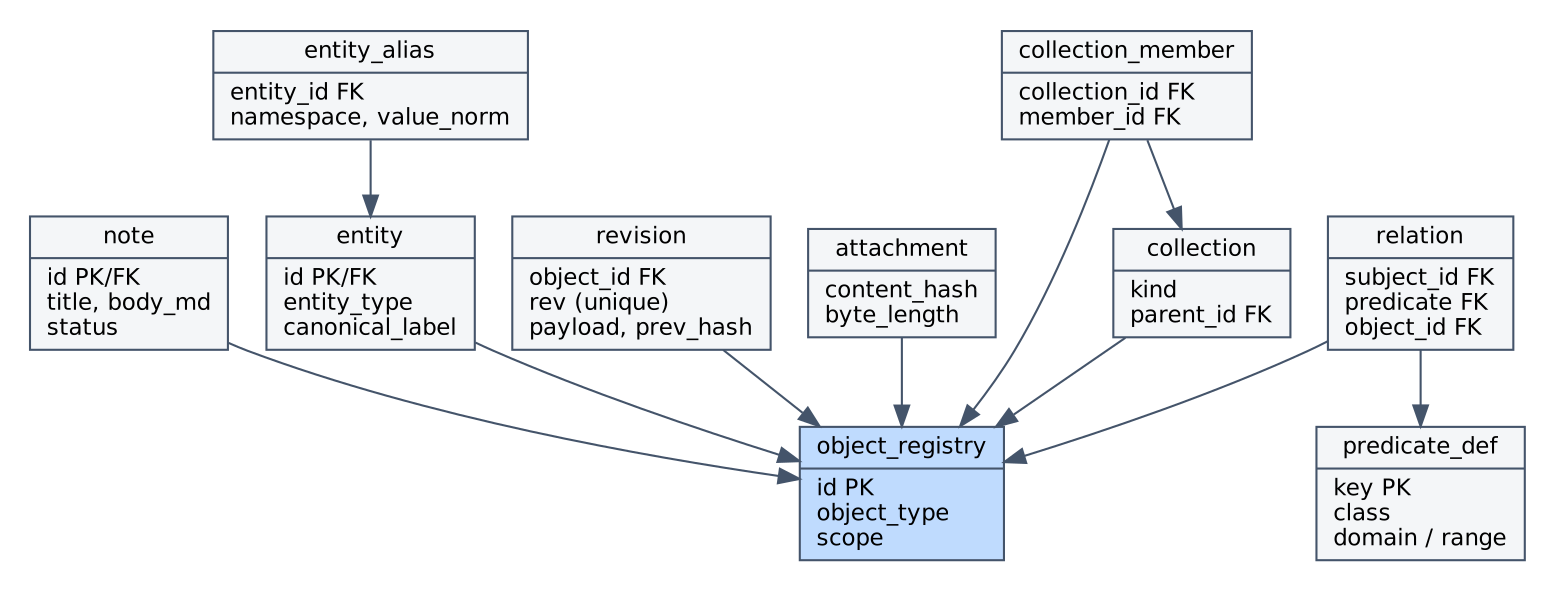 entity_alias
entity_id FK
namespace, value_norm
collection_member
collection_id FK
member_id FK
note
id PK/FK
title, body_md
status
entity
id PK/FK
entity_type
canonical_label
revision
object_id FK
rev (unique)
payload, prev_hash
attachment
content_hash
byte_length
collection
kind
parent_id FK
relation
subject_id FK
predicate FK
object_id FK
object_registry
id PK
object_type
scope
predicate_def
key PK
class
domain / range